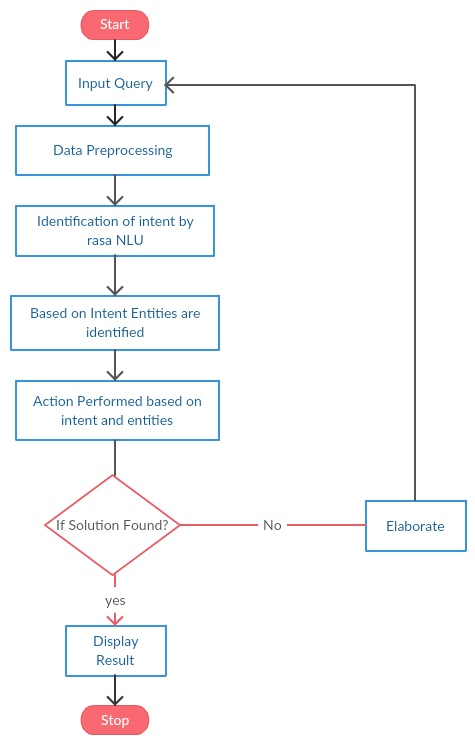 Start
Input Query
Data Preprocessing
Identification of intent by
rasa NLU
Based on Intent Entities are
identified
Action Performed based on
intent and entities
If Solution Found?
No
Elaborate
yes
Display
Result
Stop